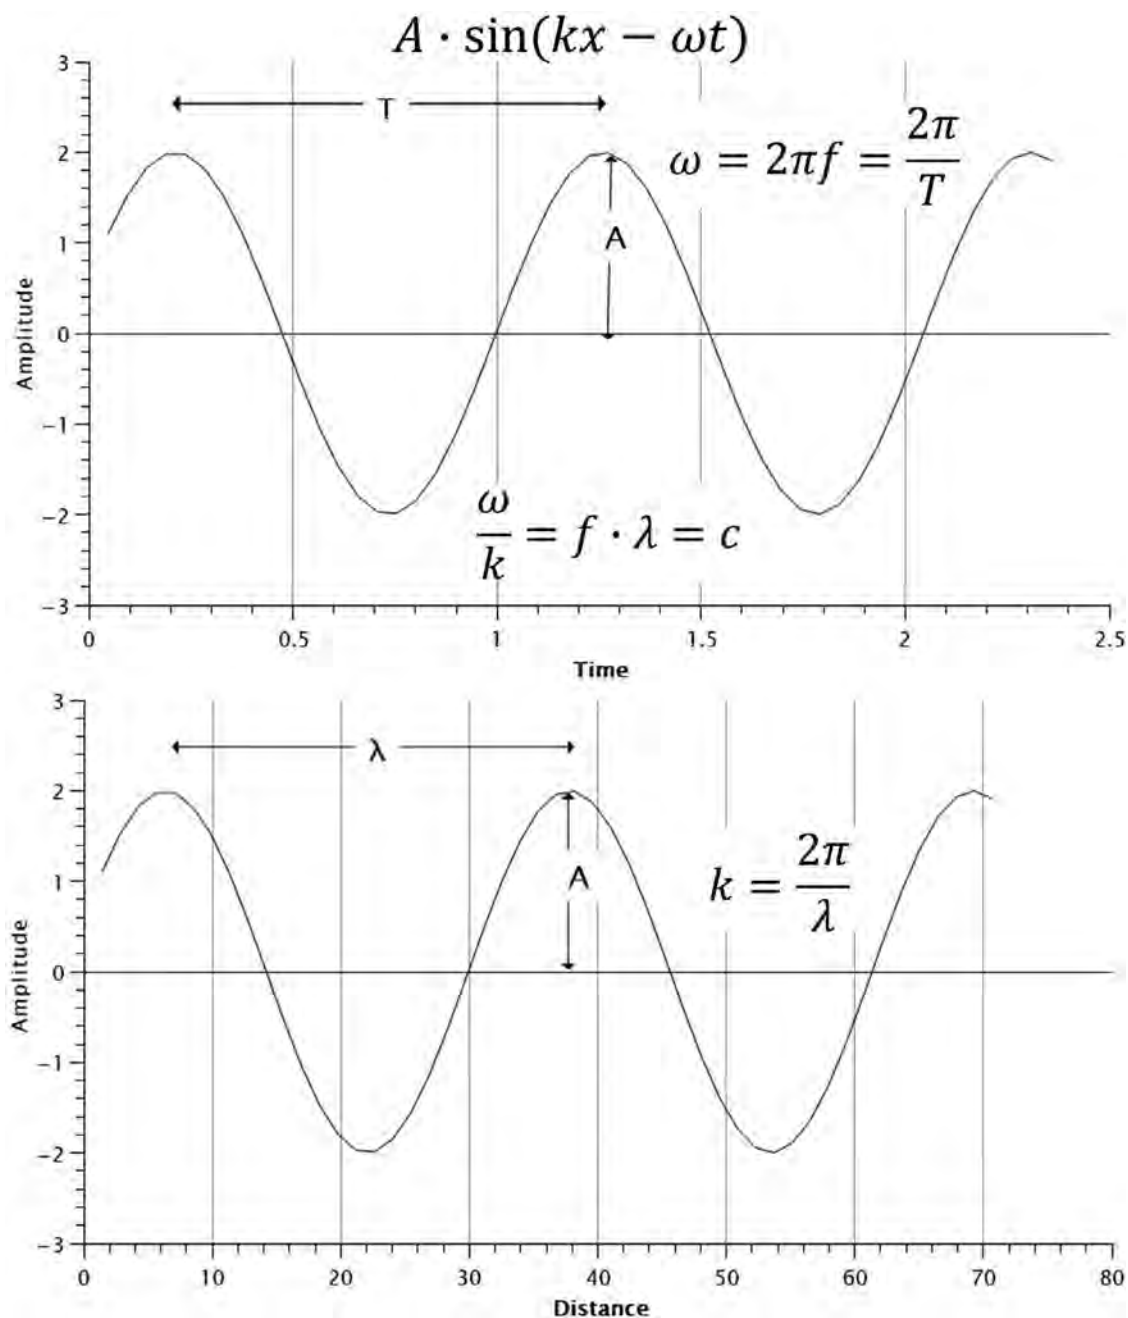 A · sin(kx − ωt)
3
T
ω = 2πf = 2π/T
2
A
1
Amplitude
0
−1
ω/k = f · λ = c
−2
−3
0 0.5 1 1.5 2 2.5
Time
3
λ
2
A
k = 2π/λ
1
Amplitude
0
−1
−2
−3
0 10 20 30 40 50 60 70 80
Distance